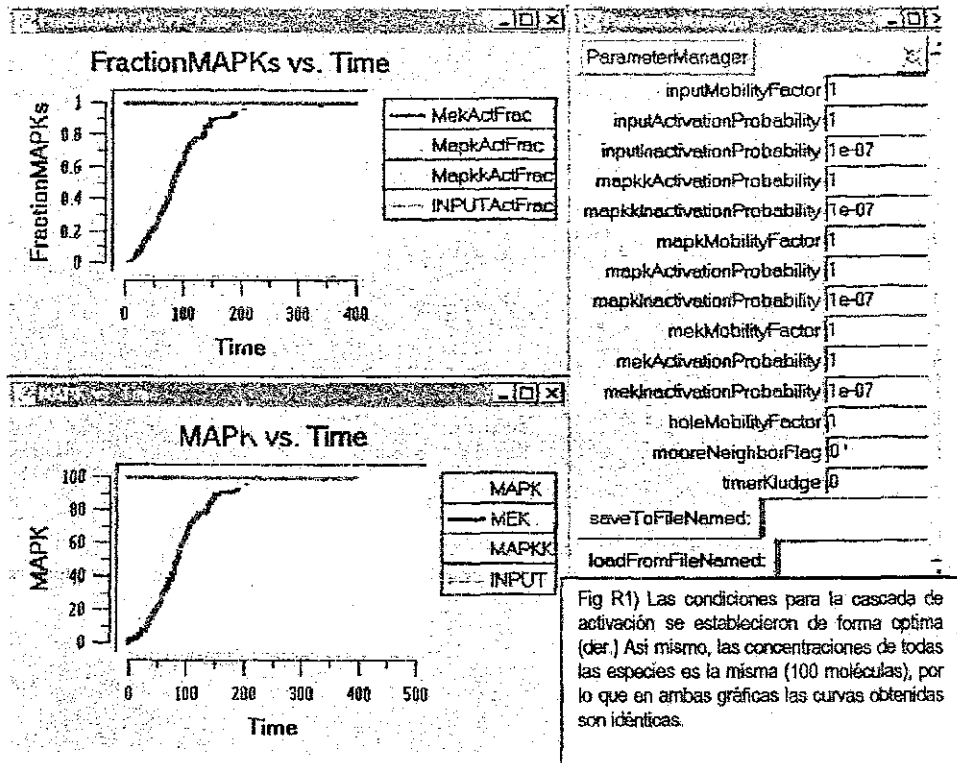 FractionMAPKs vs. Time
FractionMAPKs
1
0.8
0.6
0.4
0.2
0
0
100
200
300
400
Time
MekActFrac
MapkActFrac
MapkkActFrac
INPUTActFrac
MAPK vs. Time
MAPK
100
80
60
40
20
0
0
100
200
300
400
500
Time
MAPK
MEK
MAPKK
INPUT
ParameterManager
inputMobilityFactor 1
inputActivationProbability 1
inputInactivationProbability 1e-07
mapkkActivationProbability 1
mapkkInactivationProbability 1e-07
mapkMobilityFactor 1
mapkActivationProbability 1
mapkInactivationProbability 1e-07
mekMobilityFactor 1
mekActivationProbability 1
mekInactivationProbability 1e-07
holeMobilityFactor 1
mooreNeighborFlag 0
timerKludge 0
saveToFileNamed:
loadFromFileNamed:
Fig R1) Las condiciones para la cascada de
activación se establecieron de forma optima
(der.) Asi mismo, las concentraciones de todas
las especies es la misma (100 moléculas), por
lo que en ambas gráficas las curvas obtenidas
son idénticas.